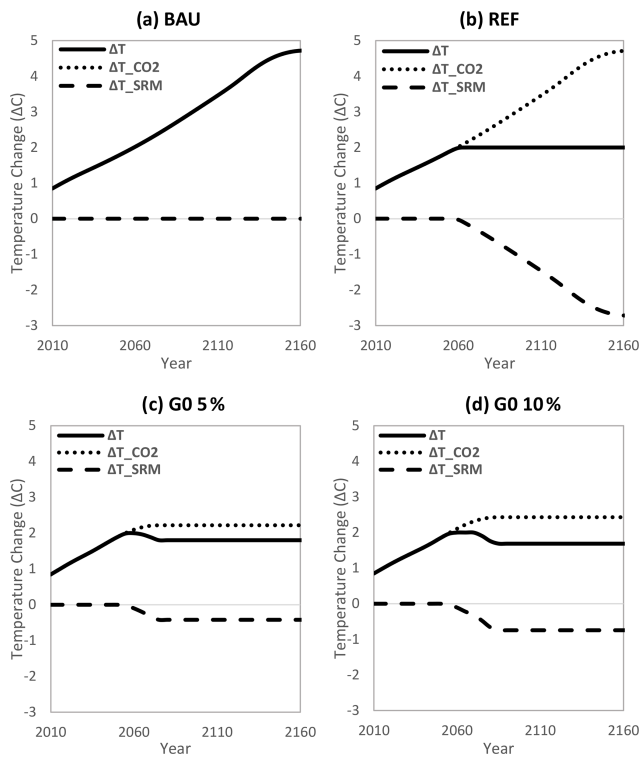 (a) BAU
5
4
3
2
1
0
-1
-2
-3
Temperature Change (ΔC)
ΔT
ΔT_CO2
ΔT_SRM
2010 2060 2110 2160
Year
(b) REF
5
4
3
2
1
0
-1
-2
-3
Temperature Change (ΔC)
ΔT
ΔT_CO2
ΔT_SRM
2010 2060 2110 2160
Year
(c) G0 5%
5
4
3
2
1
0
-1
-2
-3
Temperature Change (ΔC)
ΔT
ΔT_CO2
ΔT_SRM
2010 2060 2110 2160
Year
(d) G0 10%
5
4
3
2
1
0
-1
-2
-3
Temperature Change (ΔC)
ΔT
ΔT_CO2
ΔT_SRM
2010 2060 2110 2160
Year